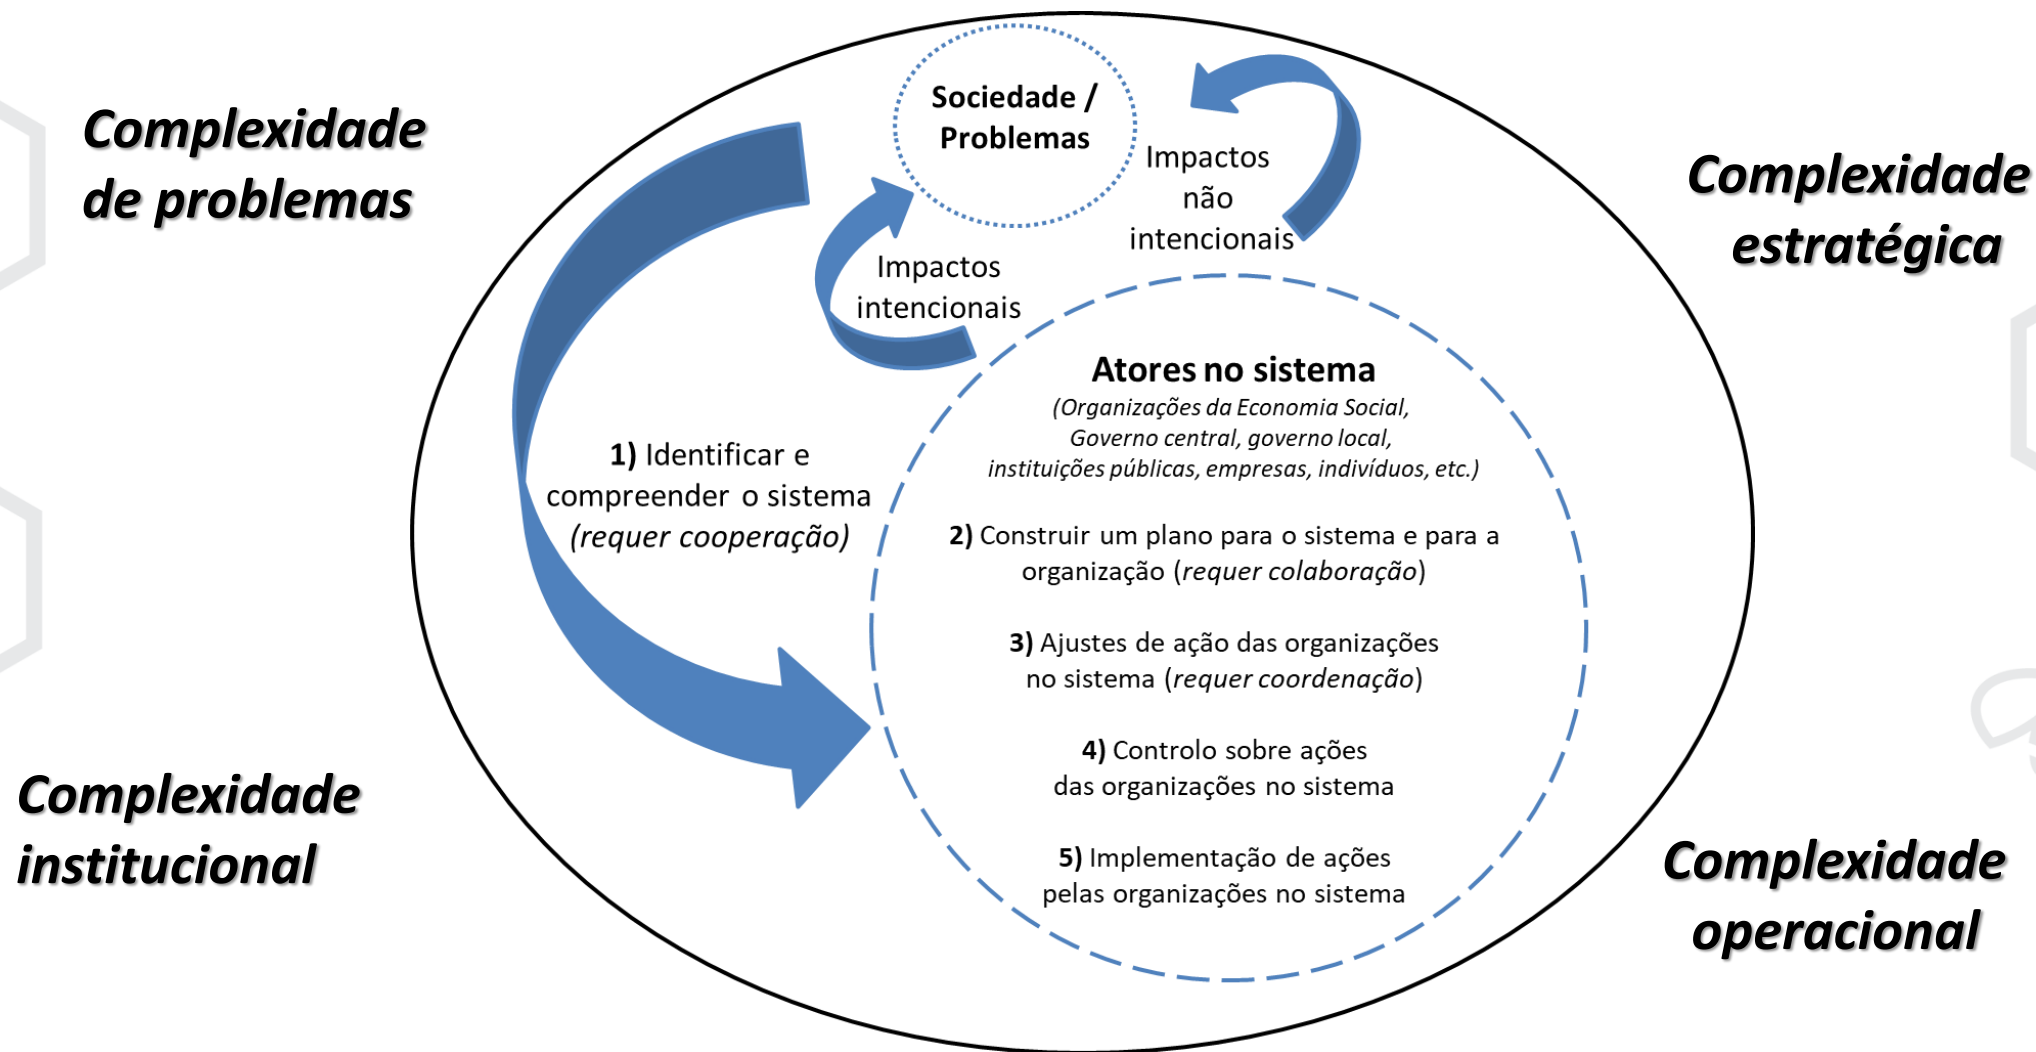 Complexidade
de problemas
Sociedade /
Problemas
Impactos
não
intencionais
Complexidade
estratégica
Impactos
intencionais
Atores no sistema
(Organizações da Economia Social,
Governo central, governo local,
instituições públicas, empresas, indivíduos, etc.)
1) Identificar e
compreender o sistema
(requer cooperação)
2) Construir um plano para o sistema e para a
organização (requer colaboração)
3) Ajustes de ação das organizações
no sistema (requer coordenação)
4) Controlo sobre ações
das organizações no sistema
5) Implementação de ações
pelas organizações no sistema
Complexidade
institucional
Complexidade
operacional